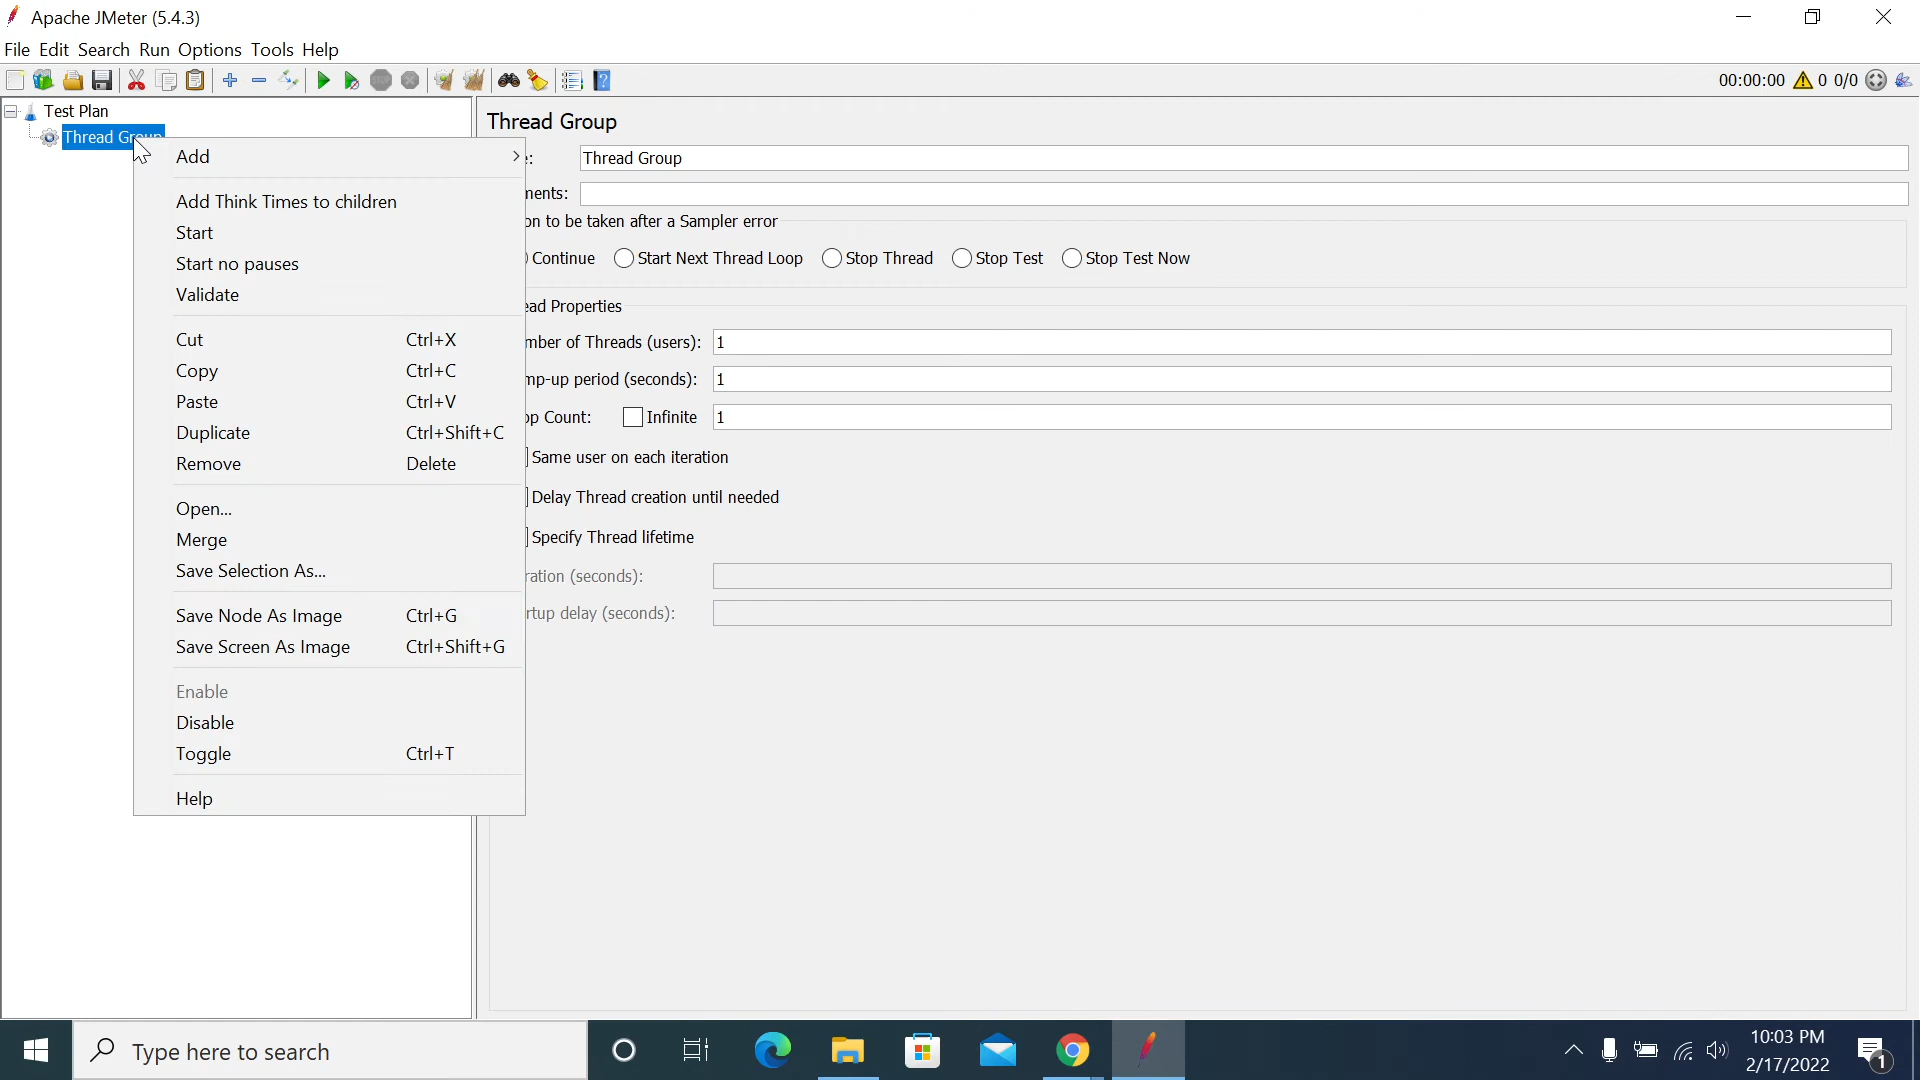 Apache JMeter (5.4.3)
File Edit Search Run Options Tools Help
00:00:00 0 0/0
Test Plan
Thread Group
Add
Add Think Times to children
Start
Start no pauses
Validate
Cut Ctrl+X
Copy Ctrl+C
Paste Ctrl+V
Duplicate Ctrl+Shift+C
Remove Delete
Open...
Merge
Save Selection As...
Save Node As Image Ctrl+G
Save Screen As Image Ctrl+Shift+G
Enable
Disable
Toggle Ctrl+T
Help
Thread Group
e: Thread Group
ments:
on to be taken after a Sampler error
Continue Start Next Thread Loop Stop Thread Stop Test Stop Test Now
ead Properties
mber of Threads (users): 1
mp-up period (seconds): 1
op Count: Infinite 1
Same user on each iteration
Delay Thread creation until needed
Specify Thread lifetime
ration (seconds):
rtup delay (seconds):
Type here to search
10:03 PM
2/17/2022
1